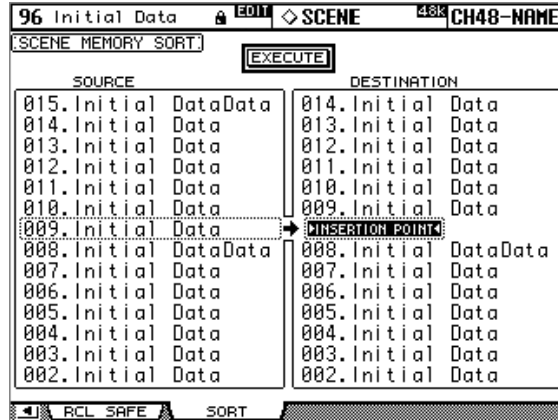 96 Initial Data EDIT SCENE 48K CH48-NAME
SCENE MEMORY SORT
EXECUTE
SOURCE DESTINATION
015.Initial DataData 014.Initial Data
014.Initial Data 013.Initial Data
013.Initial Data 012.Initial Data
012.Initial Data 011.Initial Data
011.Initial Data 010.Initial Data
010.Initial Data 009.Initial Data
009.Initial Data INSERTION POINT
008.Initial DataData 008.Initial DataData
007.Initial Data 007.Initial Data
006.Initial Data 006.Initial Data
005.Initial Data 005.Initial Data
004.Initial Data 004.Initial Data
003.Initial Data 003.Initial Data
002.Initial Data 002.Initial Data
RCL SAFE SORT